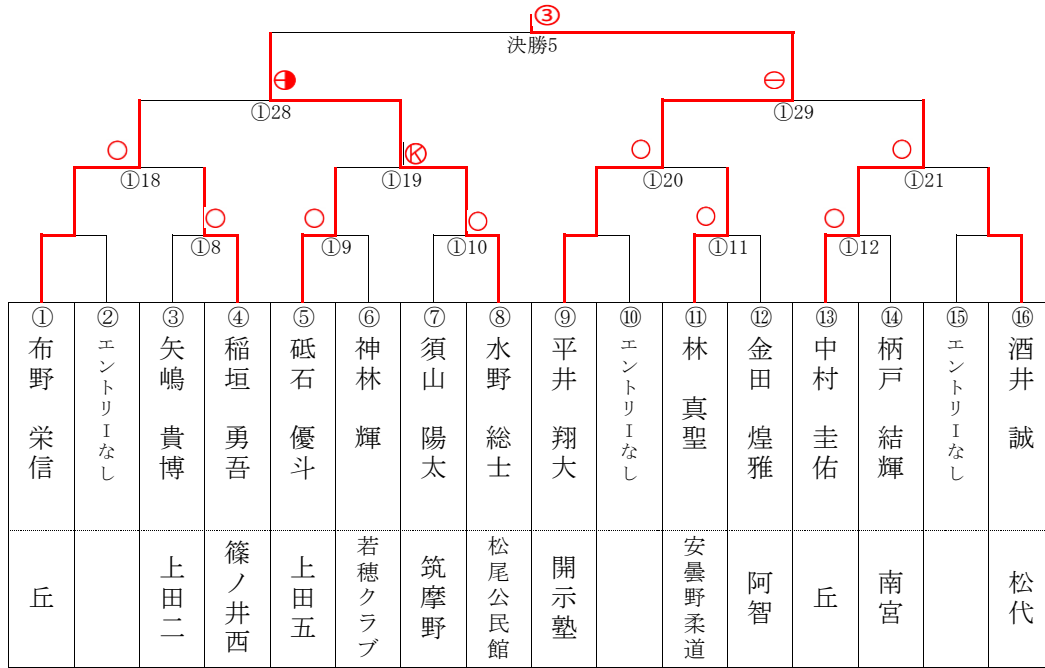 ③
決勝5
①28
①29
Ⓚ
①18
①19
①20
①21
①8
①9
①10
①11
①12
① 布野 栄信 丘
② エントリーなし
③ 矢嶋 貴博 上田二
④ 稲垣 勇吾 篠ノ井西
⑤ 砥石 優斗 上田五
⑥ 神林 輝 若穂クラブ
⑦ 須山 陽太 筑摩野
⑧ 水野 総士 松尾公民館
⑨ 平井 翔大 開示塾
⑩ エントリーなし
⑪ 林 真聖 安曇野柔道
⑫ 金田 煌雅 阿智
⑬ 中村 圭佑 丘
⑭ 柄戸 結輝 南宮
⑮ エントリーなし
⑯ 酒井 誠 松代